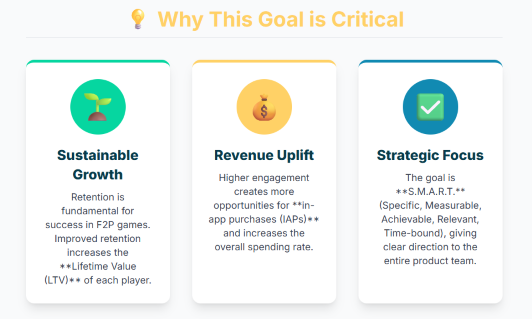 💡 Why This Goal is Critical
Sustainable
Growth
Retention is
fundamental for
success in F2P games.
Improved retention
increases the
**Lifetime Value
(LTV)** of each player.
Revenue Uplift
Higher engagement
creates more
opportunities for **in-
app purchases (IAPs)**
and increases the
overall spending rate.
Strategic Focus
The goal is
**S.M.A.R.T.**
(Specific, Measurable,
Achievable, Relevant,
Time-bound), giving
clear direction to the
entire product team.